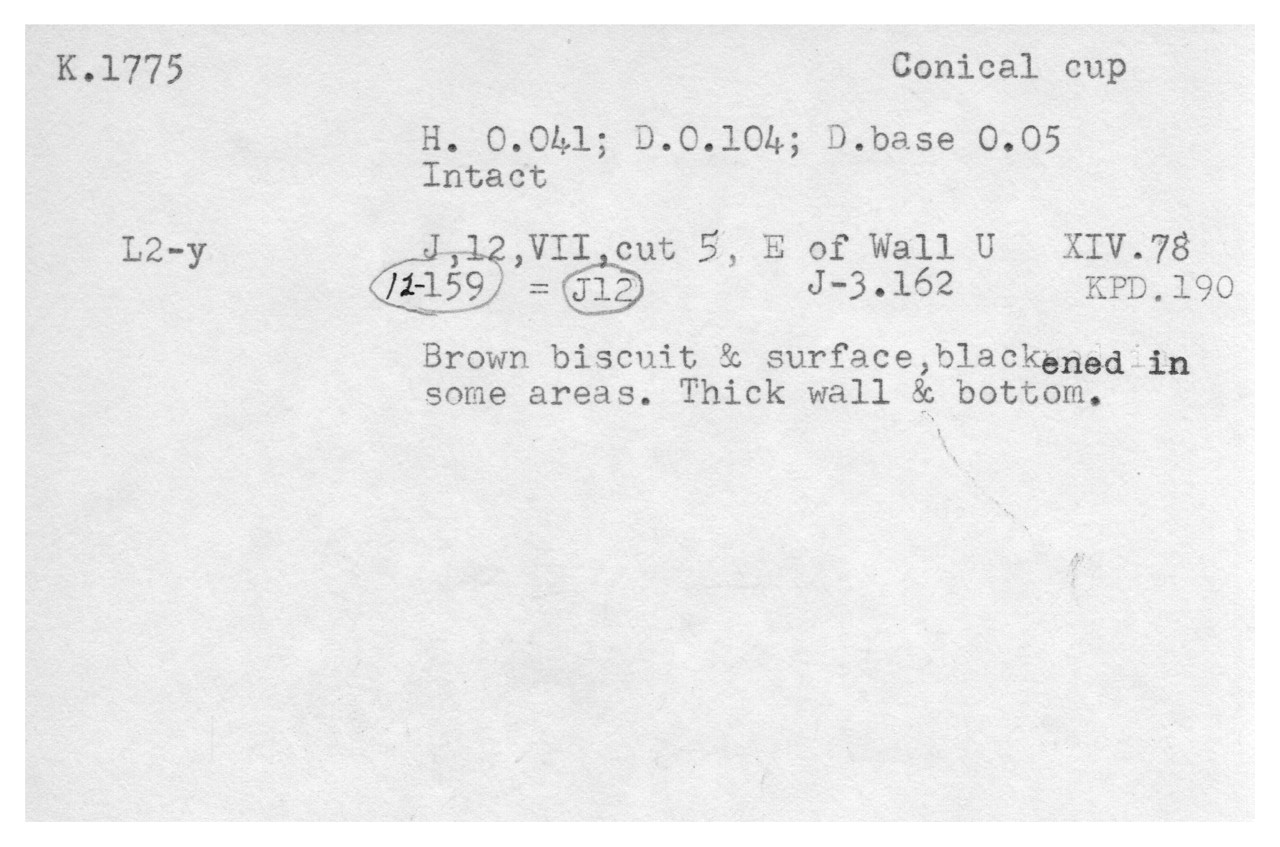 K.1775 Conical cup
H. 0.041; D.0.104; D.base 0.05
Intact
L2-y J,12,VII,cut 5, E of Wall U XIV.78
12-159 = J12 J-3.162 KPD.190
Brown biscuit & surface,blackened in
some areas. Thick wall & bottom.